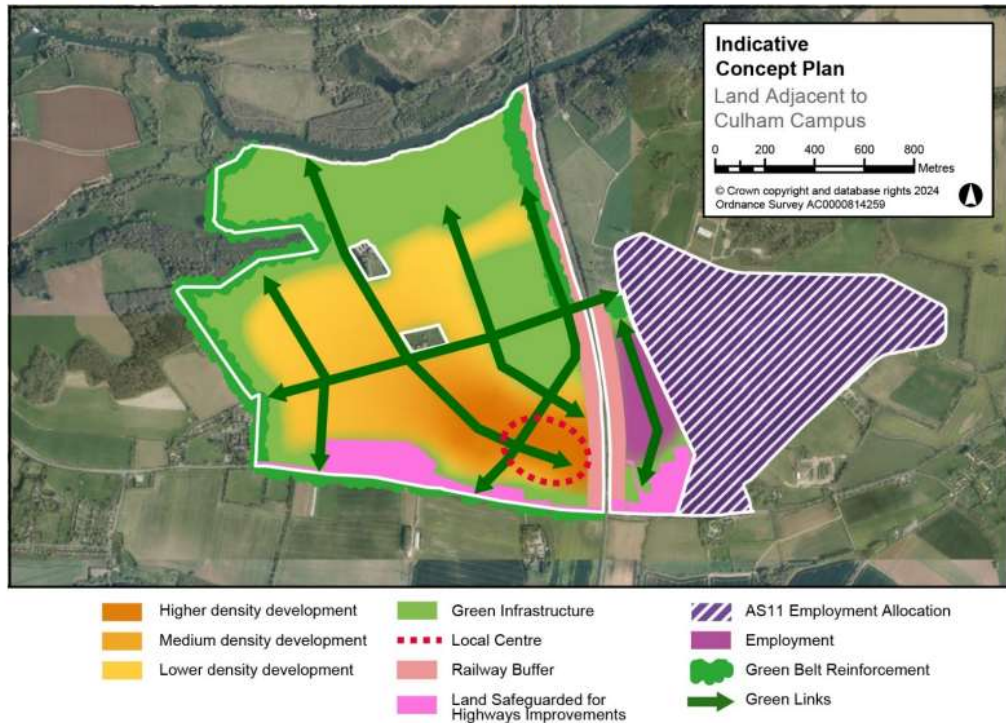 Indicative
Concept Plan
Land Adjacent to
Culham Campus
0 200 400 600 800
Metres
© Crown copyright and database rights 2024
Ordnance Survey AC0000814259
Higher density development
Medium density development
Lower density development
Green Infrastructure
Local Centre
Railway Buffer
Land Safeguarded for
Highways Improvements
AS11 Employment Allocation
Employment
Green Belt Reinforcement
Green Links